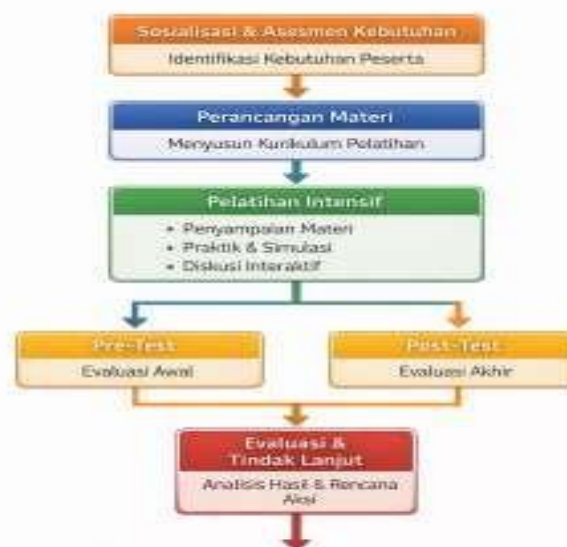 Sosialisasi & Asesmen Kebutuhan
Identifikasi Kebutuhan Peserta
Perancangan Materi
Menyusun Kurikulum Pelatihan
Pelatihan Intensif
• Penyampaian Materi
• Praktik & Simulasi
• Diskusi Interaktif
Pre-Test
Evaluasi Awal
Post-Test
Evaluasi Akhir
Evaluasi &
Tindak Lanjut
Analisis Hasil & Rencana
Aksi